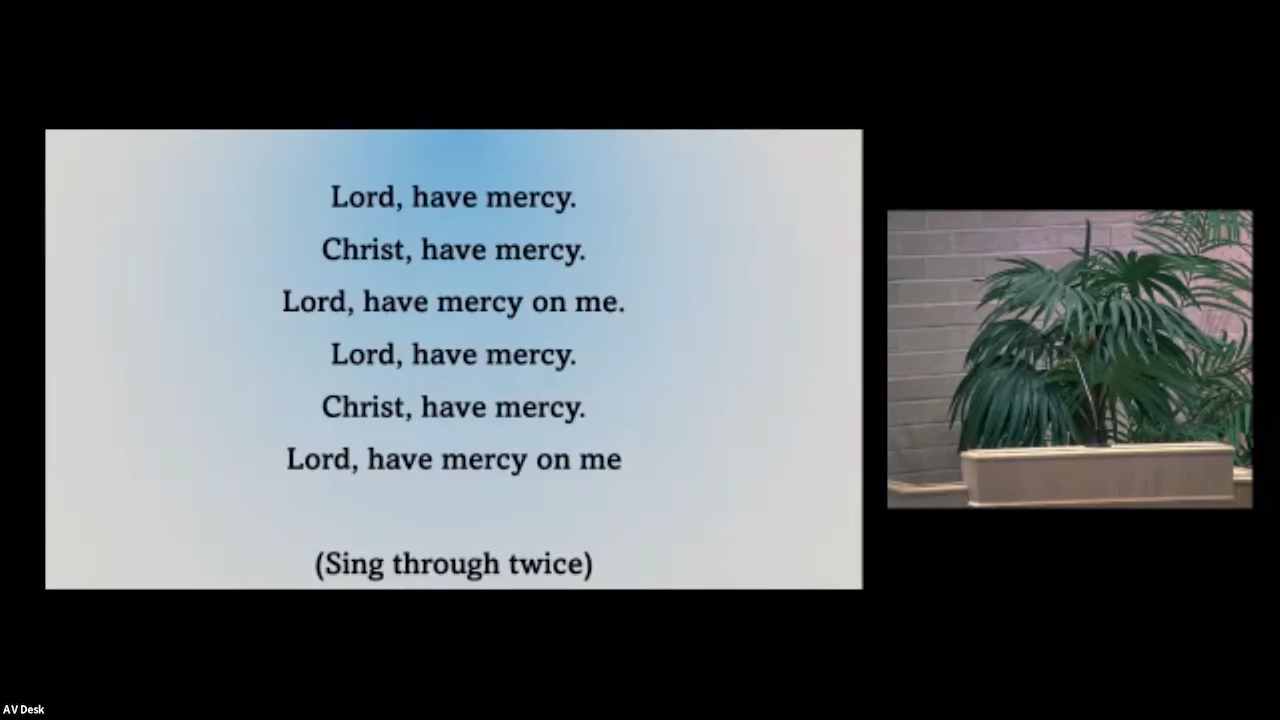 Lord, have mercy.
Christ, have mercy.
Lord, have mercy on me.
Lord, have mercy.
Christ, have mercy.
Lord, have mercy on me
(Sing through twice)
AV Desk